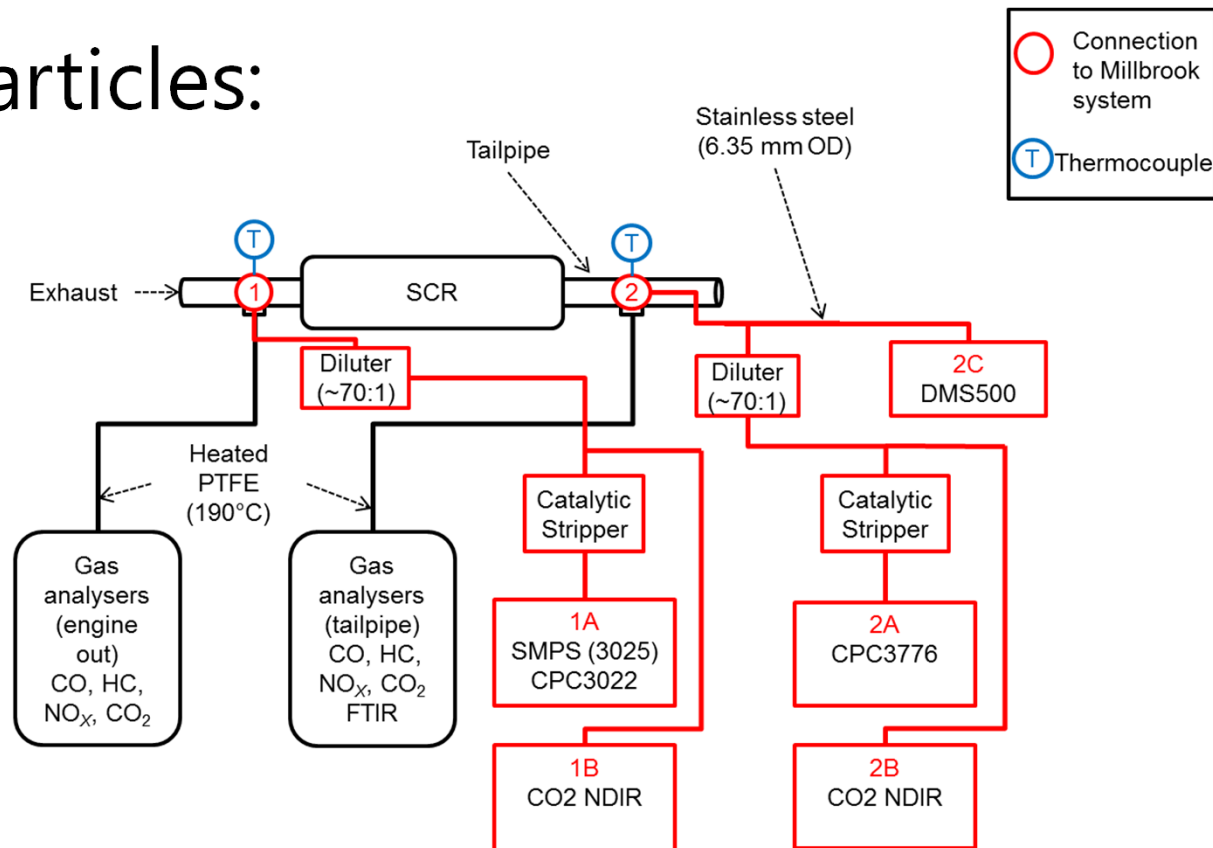 articles:
Connection
to Millbrook
system
T Thermocouple
Stainless steel
(6.35 mm OD)
Tailpipe
T
T
Exhaust
1
SCR
2
Diluter
(~70:1)
Diluter
(~70:1)
2C
DMS500
Heated
PTFE
(190°C)
Catalytic
Stripper
Catalytic
Stripper
Gas
analysers
(engine
out)
CO, HC,
NOX, CO2
Gas
analysers
(tailpipe)
CO, HC,
NOX, CO2
FTIR
1A
SMPS (3025)
CPC3022
2A
CPC3776
1B
CO2 NDIR
2B
CO2 NDIR